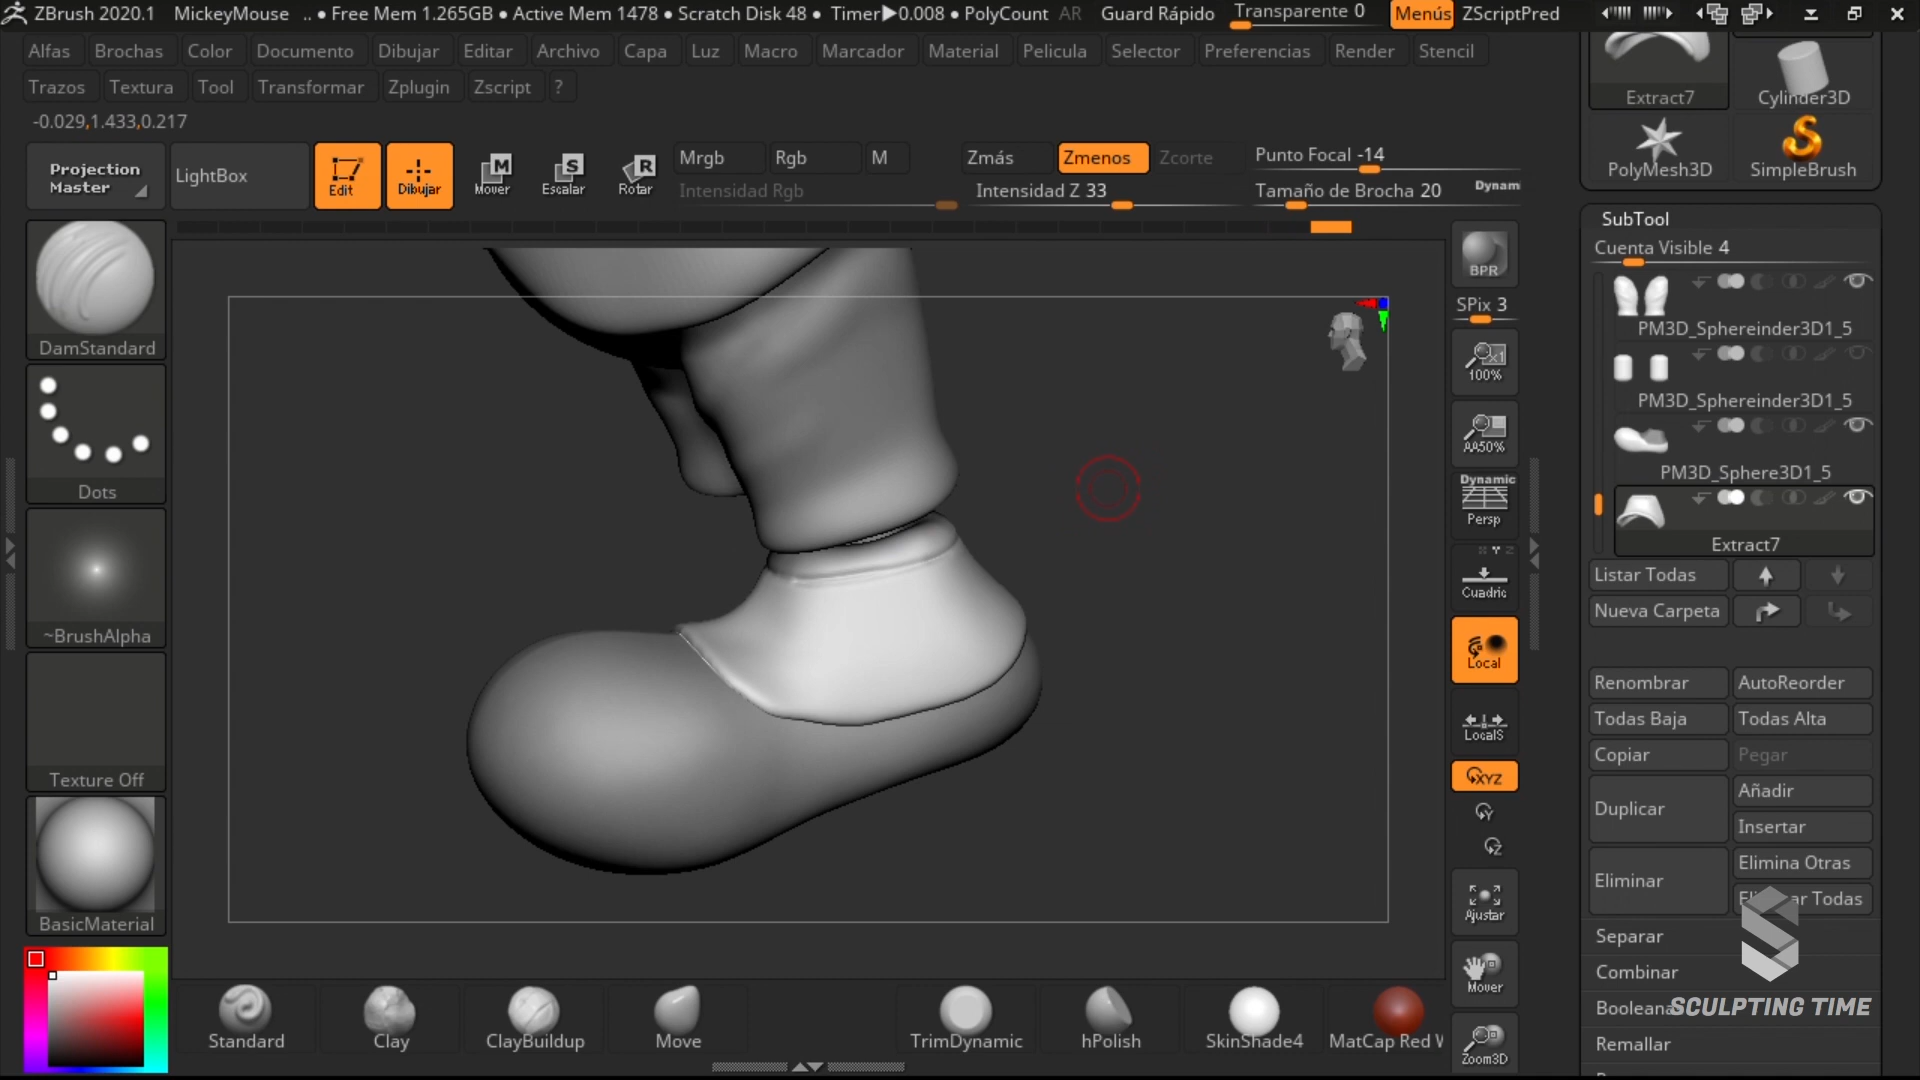 ZBrush 2020.1 MickeyMouse .. • Free Mem 1.265GB • Active Mem 1478 • Scratch Disk 48 • Timer▶0.008 • PolyCount AR Guard Rápido Transparente 0 Menús ZScriptPred
Alfas Brochas Color Documento Dibujar Editar Archivo Capa Luz Macro Marcador Material Pelicula Selector Preferencias Render Stencil
Trazos Textura Tool Transformar Zplugin Zscript ?
-0.029,1.433,0.217
Projection Master
LightBox
Edit
Dibujar
M
Mover
S
Escalar
R
Rotar
Mrgb Rgb M
Intensidad Rgb
Zmás Zmenos Zcorte
Intensidad Z 33
Punto Focal -14
Tamaño de Brocha 20
Dynam
DamStandard
Dots
~BrushAlpha
Texture Off
BasicMaterial
BPR
SPix 3
x1
100%
AA50%
Dynamic
Persp
X Y Z
Cuadric
Local
LocalS
XYZ
Y
Z
Ajustar
Mover
Zoom3D
Standard Clay ClayBuildup Move TrimDynamic hPolish SkinShade4 MatCap Red W
Extract7 Cylinder3D
PolyMesh3D SimpleBrush
SubTool
Cuenta Visible 4
PM3D_Sphereinder3D1_5
PM3D_Sphereinder3D1_5
PM3D_Sphere3D1_5
Extract7
Listar Todas
Nueva Carpeta
Renombrar AutoReorder
Todas Baja Todas Alta
Copiar Pegar
Duplicar
Añadir
Insertar
Eliminar
Elimina Otras
Todas
Separar
Combinar
Booleana
SCULPTING TIME
Remallar